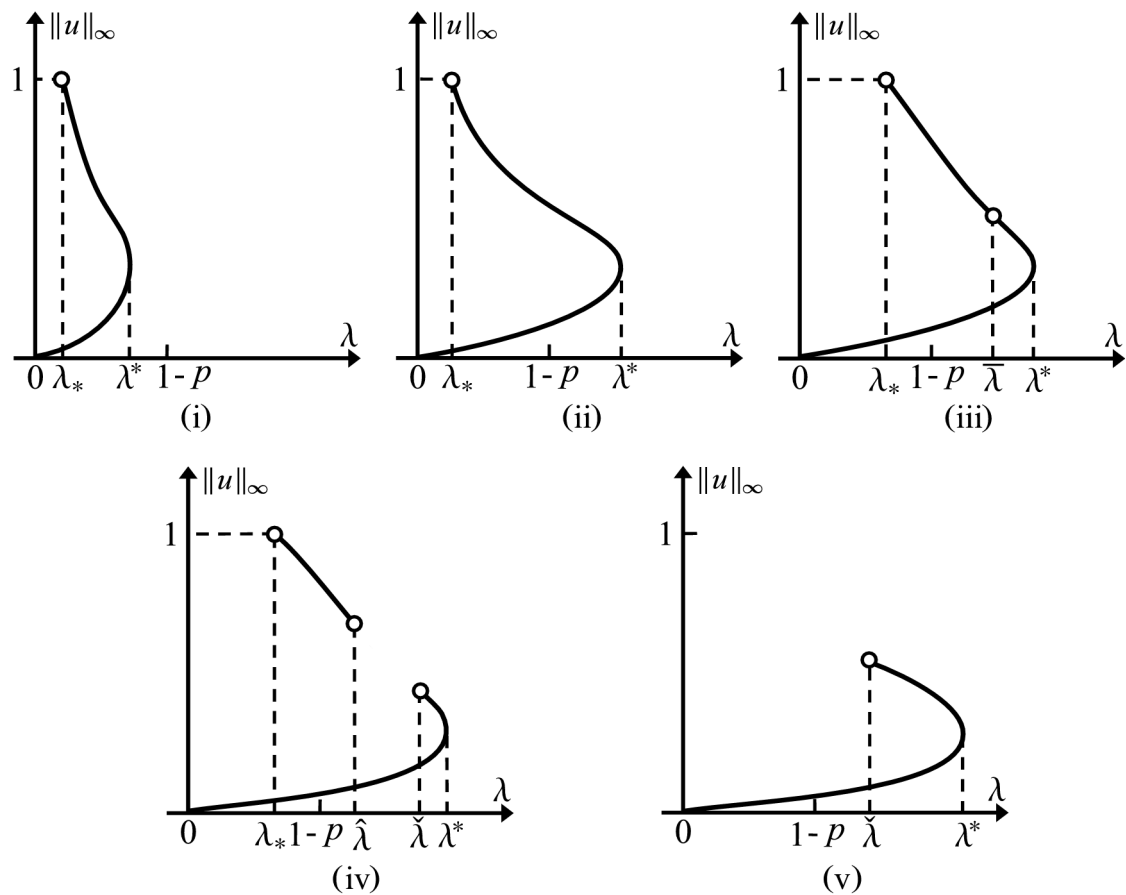 ‖u‖∞ ‖u‖∞ ‖u‖∞
1 1 1
λ λ λ
0 λ* λ* 1-p 0 λ* 1-p λ* 0 λ* 1-p λ̅ λ*
(i) (ii) (iii)
‖u‖∞ ‖u‖∞
1 1
λ λ
0 λ* 1-p λ̂ λ̌ λ* 0 1-p λ̌ λ*
(iv) (v)